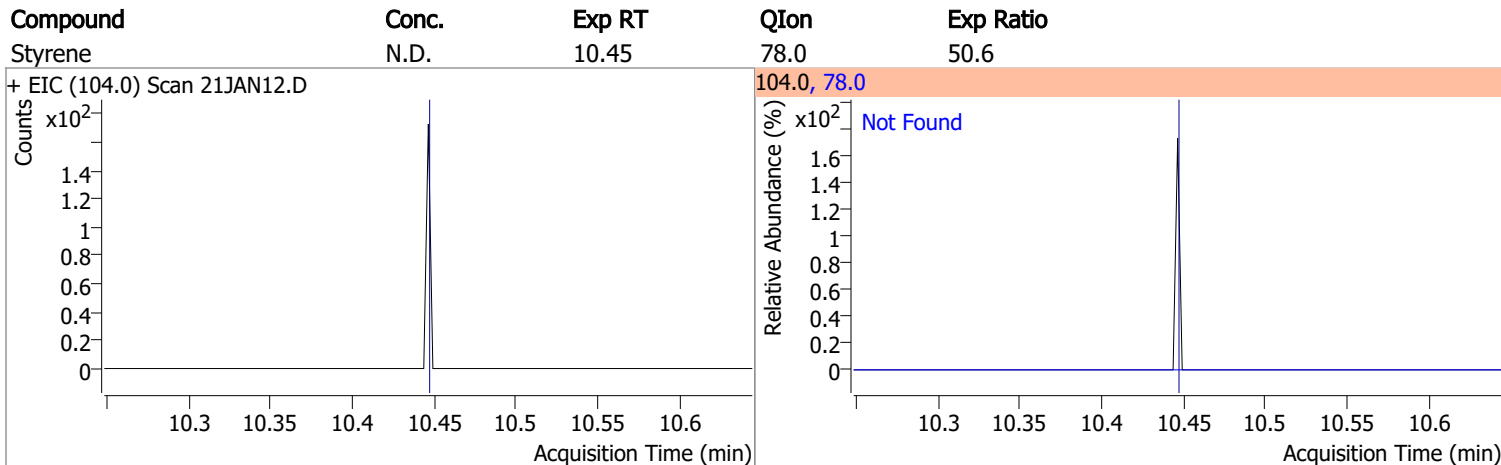 Compound Conc. Exp RT QIon Exp Ratio
Styrene N.D. 10.45 78.0 50.6
+ EIC (104.0) Scan 21JAN12.D
Counts
x10²
1.4
1.2
1
0.8
0.6
0.4
0.2
0
10.3 10.35 10.4 10.45 10.5 10.55 10.6
Acquisition Time (min)
104.0, 78.0
Relative Abundance (%)
x10²
Not Found
1.6
1.4
1.2
1
0.8
0.6
0.4
0.2
0
10.3 10.35 10.4 10.45 10.5 10.55 10.6
Acquisition Time (min)